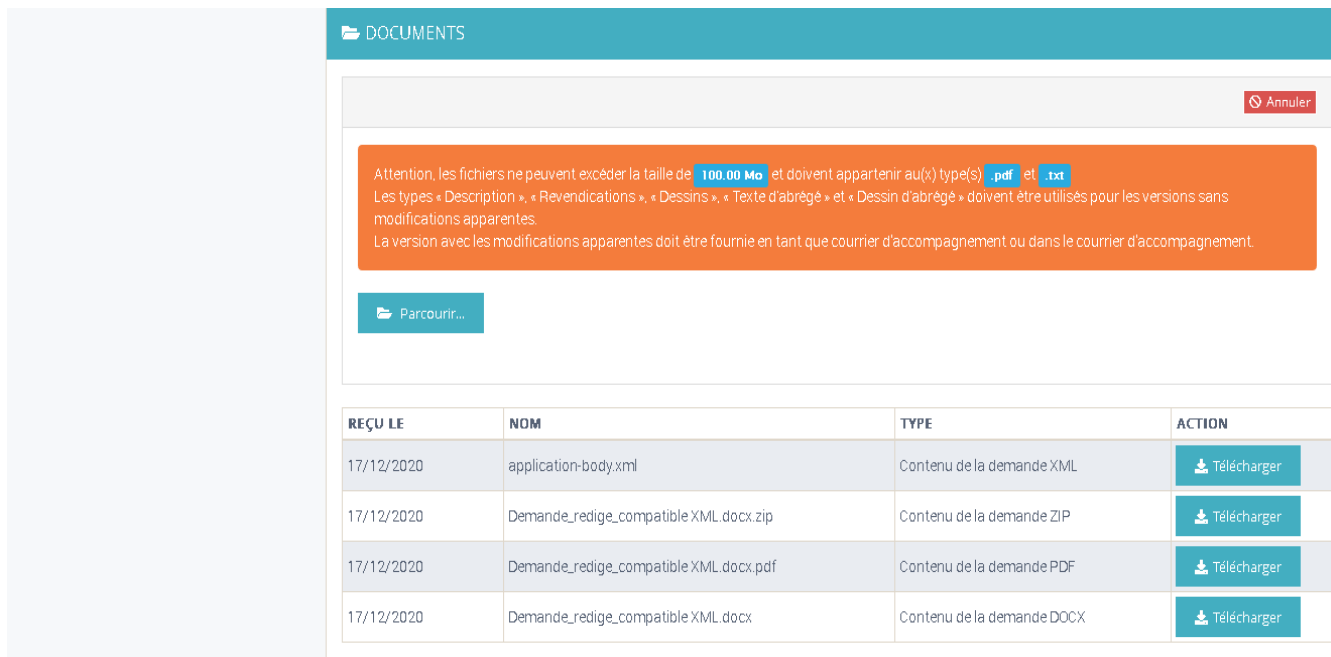 DOCUMENTS
Annuler
Attention, les fichiers ne peuvent excéder la taille de 100.00 Mo et doivent appartenir au(x) type(s) .pdf et .txt
Les types « Description », « Revendications », « Dessins », « Texte d'abrégé » et « Dessin d'abrégé » doivent être utilisés pour les versions sans
modifications apparentes.
La version avec les modifications apparentes doit être fournie en tant que courrier d'accompagnement ou dans le courrier d'accompagnement.
Parcourir...
REÇU LE NOM TYPE ACTION
17/12/2020 application-body.xml Contenu de la demande XML Télécharger
17/12/2020 Demande_redige_compatible XML.docx.zip Contenu de la demande ZIP Télécharger
17/12/2020 Demande_redige_compatible XML.docx.pdf Contenu de la demande PDF Télécharger
17/12/2020 Demande_redige_compatible XML.docx Contenu de la demande DOCX Télécharger